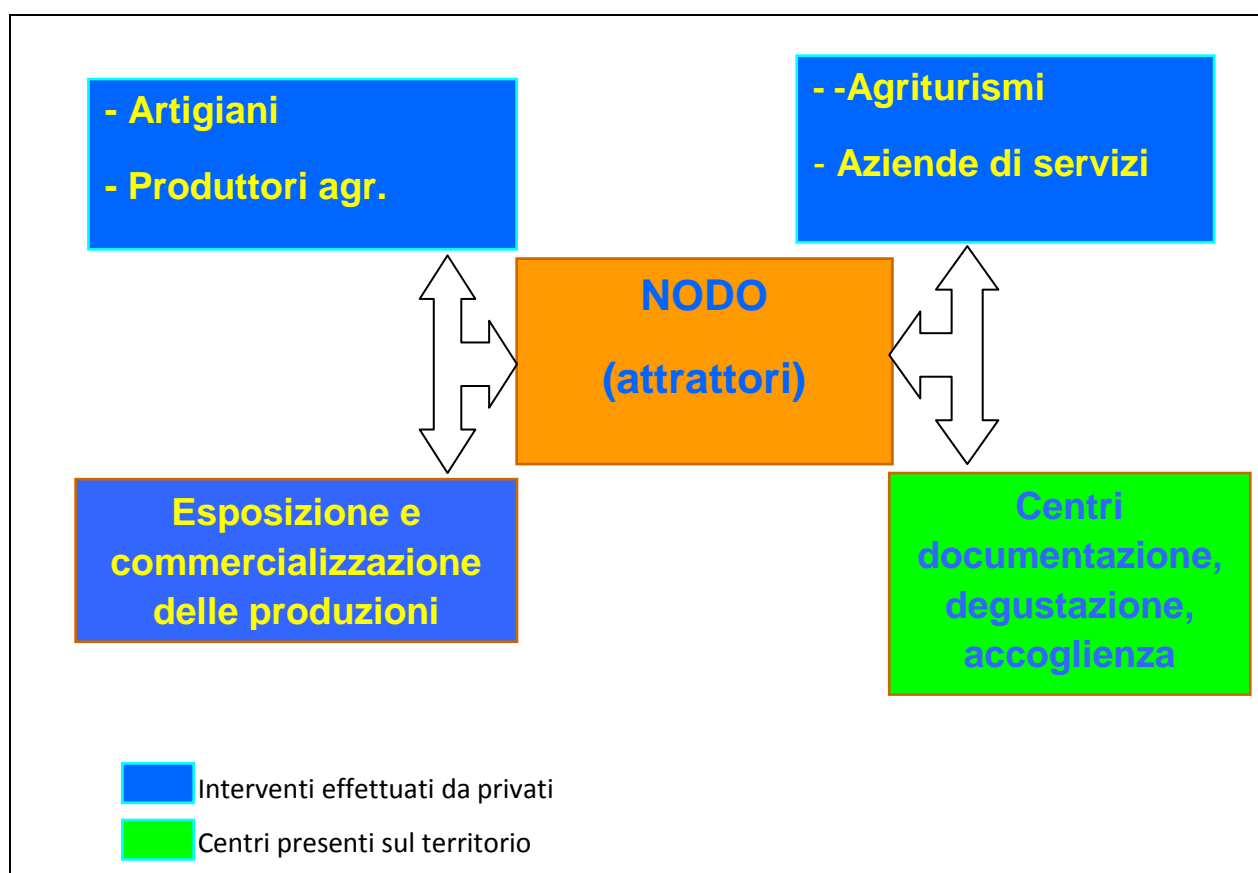 - Artigiani
- Produttori agr.
- -Agriturismi
- Aziende di servizi
NODO
(attrattori)
Esposizione e
commercializzazione
delle produzioni
Centri
documentazione,
degustazione,
accoglienza
Interventi effettuati da privati
Centri presenti sul territorio